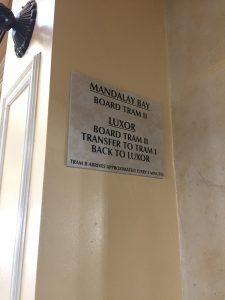 MANDALAY BAY
BOARD TRAM II
LUXOR
BOARD TRAM II
TRANSFER TO TRAM I
BACK TO LUXOR
TRAM II ARRIVES APPROXIMATELY EVERY MINUTES